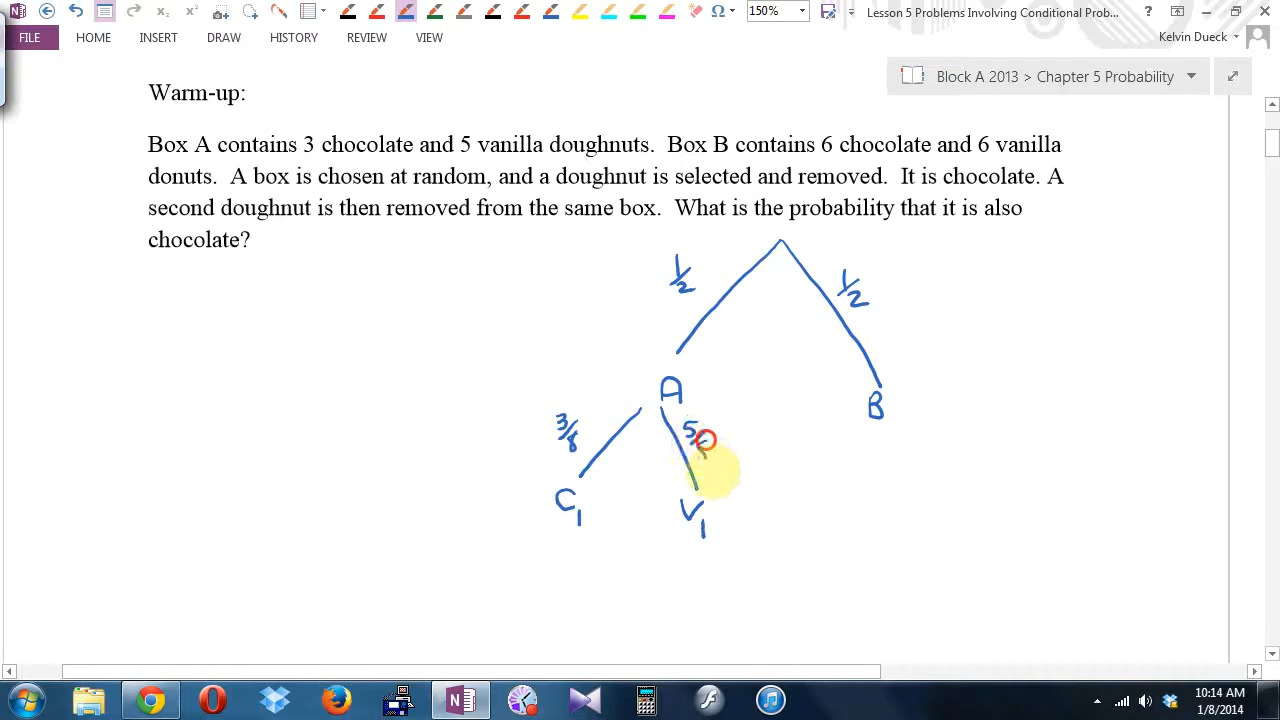 150%
Lesson 5 Problems Involving Conditional Prob...
?
FILE HOME INSERT DRAW HISTORY REVIEW VIEW
Kelvin Dueck
Block A 2013 > Chapter 5 Probability
Warm-up:
Box A contains 3 chocolate and 5 vanilla doughnuts. Box B contains 6 chocolate and 6 vanilla
donuts. A box is chosen at random, and a doughnut is selected and removed. It is chocolate. A
second doughnut is then removed from the same box. What is the probability that it is also
chocolate?
1/2 1/2
A B
3/8 5/
C1 V1
10:14 AM
1/8/2014